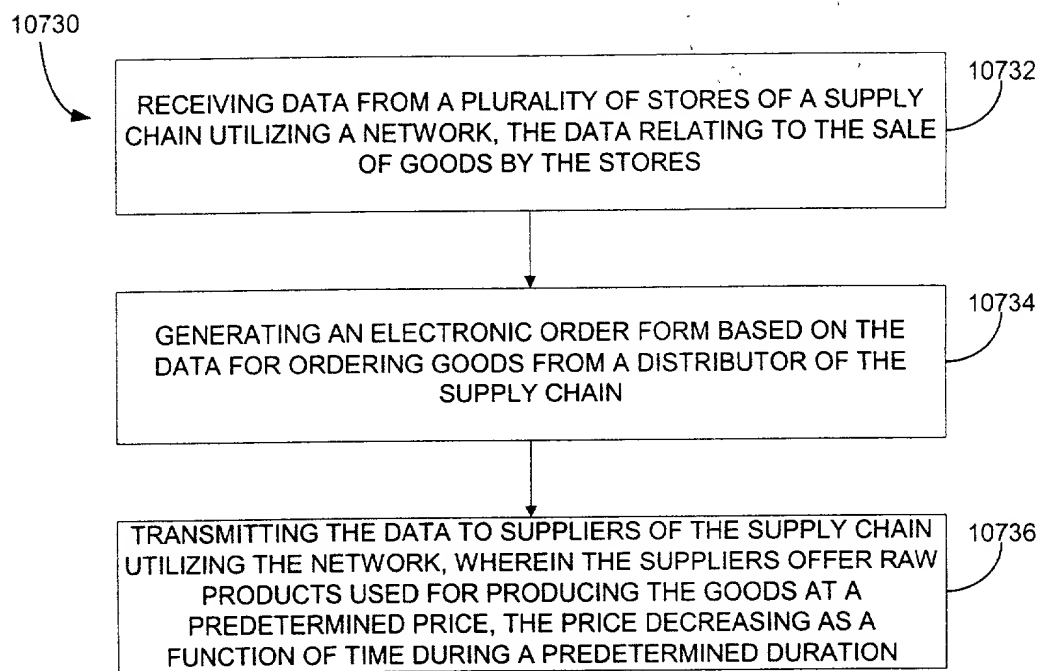 10730
10732
RECEIVING DATA FROM A PLURALITY OF STORES OF A SUPPLY
CHAIN UTILIZING A NETWORK, THE DATA RELATING TO THE SALE
OF GOODS BY THE STORES
10734
GENERATING AN ELECTRONIC ORDER FORM BASED ON THE
DATA FOR ORDERING GOODS FROM A DISTRIBUTOR OF THE
SUPPLY CHAIN
10736
TRANSMITTING THE DATA TO SUPPLIERS OF THE SUPPLY CHAIN
UTILIZING THE NETWORK, WHEREIN THE SUPPLIERS OFFER RAW
PRODUCTS USED FOR PRODUCING THE GOODS AT A
PREDETERMINED PRICE, THE PRICE DECREASING AS A
FUNCTION OF TIME DURING A PREDETERMINED DURATION